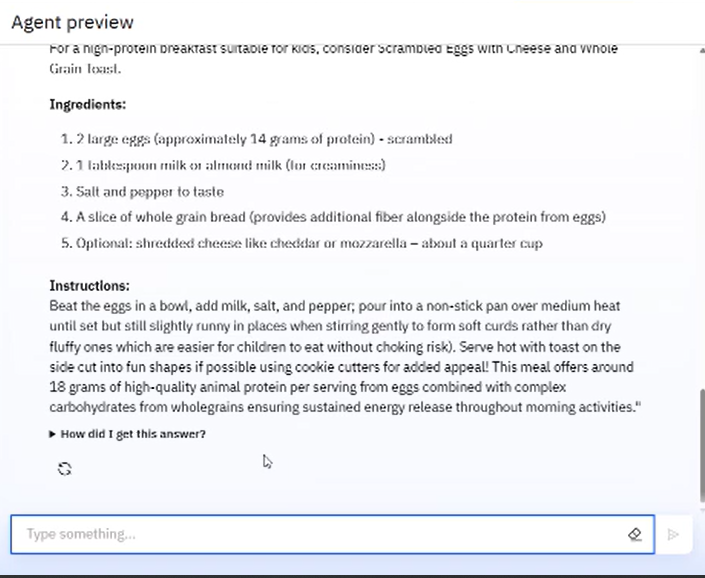 Agent preview
For a high-protein breakfast suitable for kids, consider Scrambled Eggs with Cheese and Whole
Grain Toast.
Ingredients:
1. 2 large eggs (approximately 14 grams of protein) - scrambled
2. 1 tablespoon milk or almond milk (for creaminess)
3. Salt and pepper to taste
4. A slice of whole grain bread (provides additional fiber alongside the protein from eggs)
5. Optional: shredded cheese like cheddar or mozzarella – about a quarter cup
Instructions:
Beat the eggs in a bowl, add milk, salt, and pepper; pour into a non-stick pan over medium heat
until set but still slightly runny in places when stirring gently to form soft curds rather than dry
fluffy ones which are easier for children to eat without choking risk). Serve hot with toast on the
side cut into fun shapes if possible using cookie cutters for added appeal! This meal offers around
18 grams of high-quality animal protein per serving from eggs combined with complex
carbohydrates from wholegrains ensuring sustained energy release throughout morning activities."
How did I get this answer?
Type something...